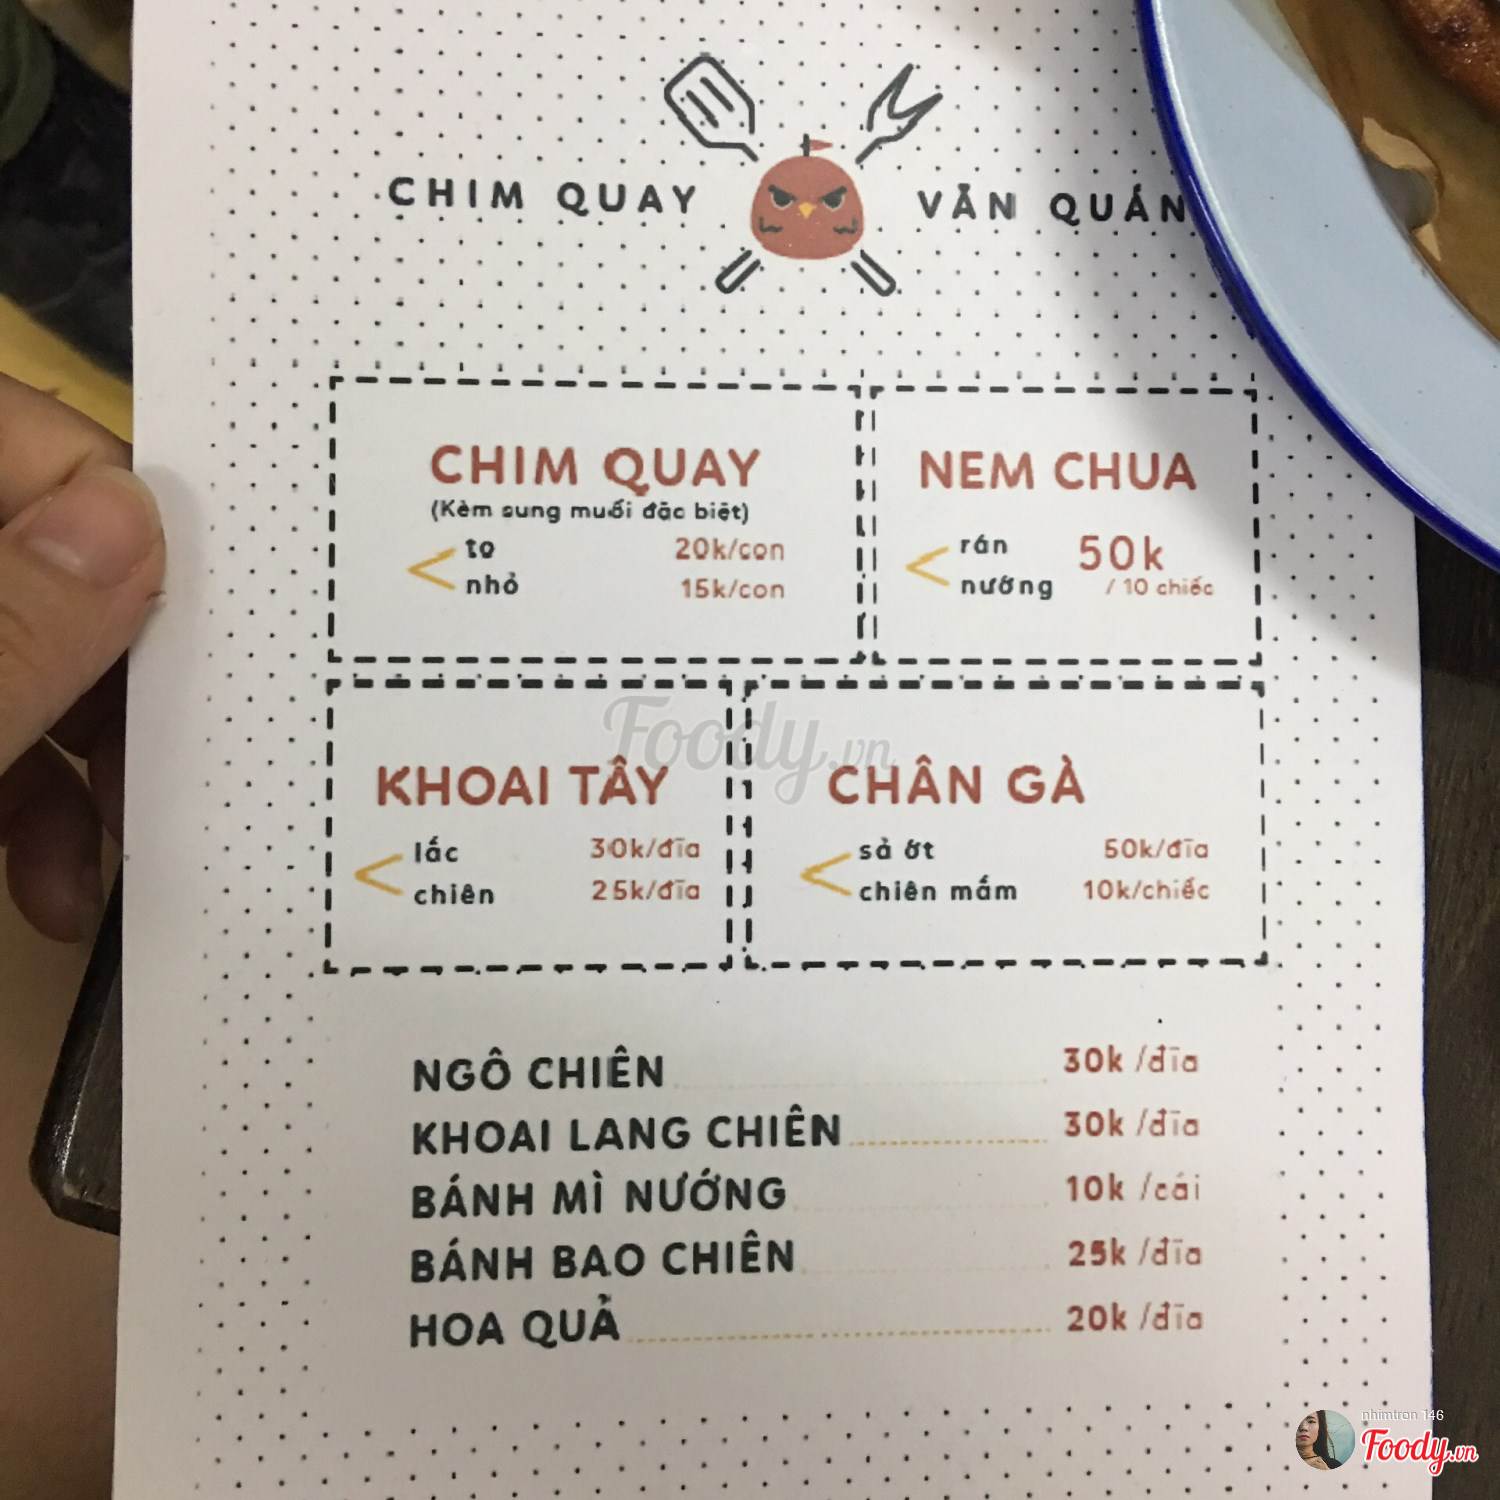 CHIM QUAY VĂN QUÁN
CHIM QUAY
(Kèm sung muối đặc biệt)
to 20k/con
nhỏ 15k/con
NEM CHUA
rán
nướng
50k
/ 10 chiếc
Foody.vn
KHOAI TÂY
lắc 30k/đĩa
chiên 25k/đĩa
CHÂN GÀ
sả ớt 50k/đĩa
chiên mắm 10k/chiếc
NGÔ CHIÊN 30k /đĩa
KHOAI LANG CHIÊN 30k /đĩa
BÁNH MÌ NƯỚNG 10k /cái
BÁNH BAO CHIÊN 25k /đĩa
HOA QUẢ 20k /đĩa
nhimtron 146
Foody.vn